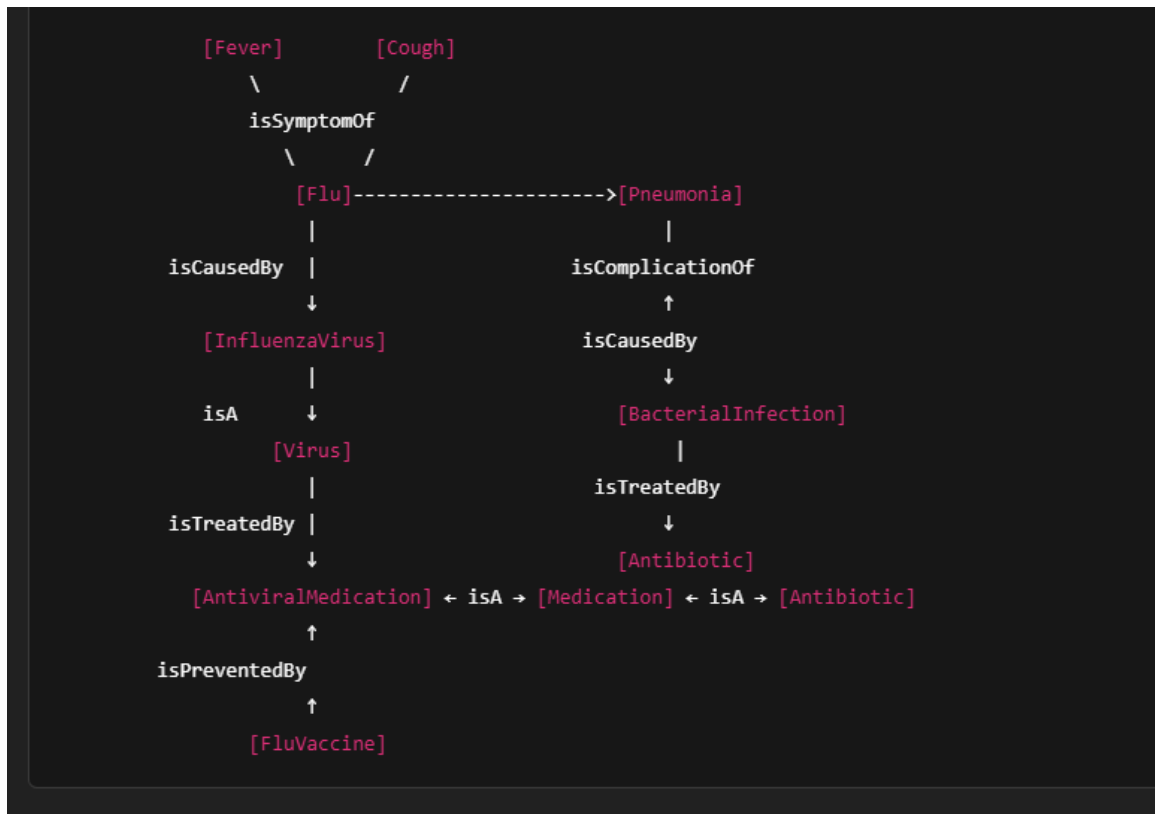 [Fever] [Cough]
\ /
isSymptomOf
\ /
[Flu]---------------------->[Pneumonia]
| |
isCausedBy | isComplicationOf
↓ ↑
[InfluenzaVirus] isCausedBy
| ↓
isA ↓ [BacterialInfection]
[Virus] |
| isTreatedBy
isTreatedBy | ↓
↓ [Antibiotic]
[AntiviralMedication] ← isA → [Medication] ← isA → [Antibiotic]
↑
isPreventedBy
↑
[FluVaccine]